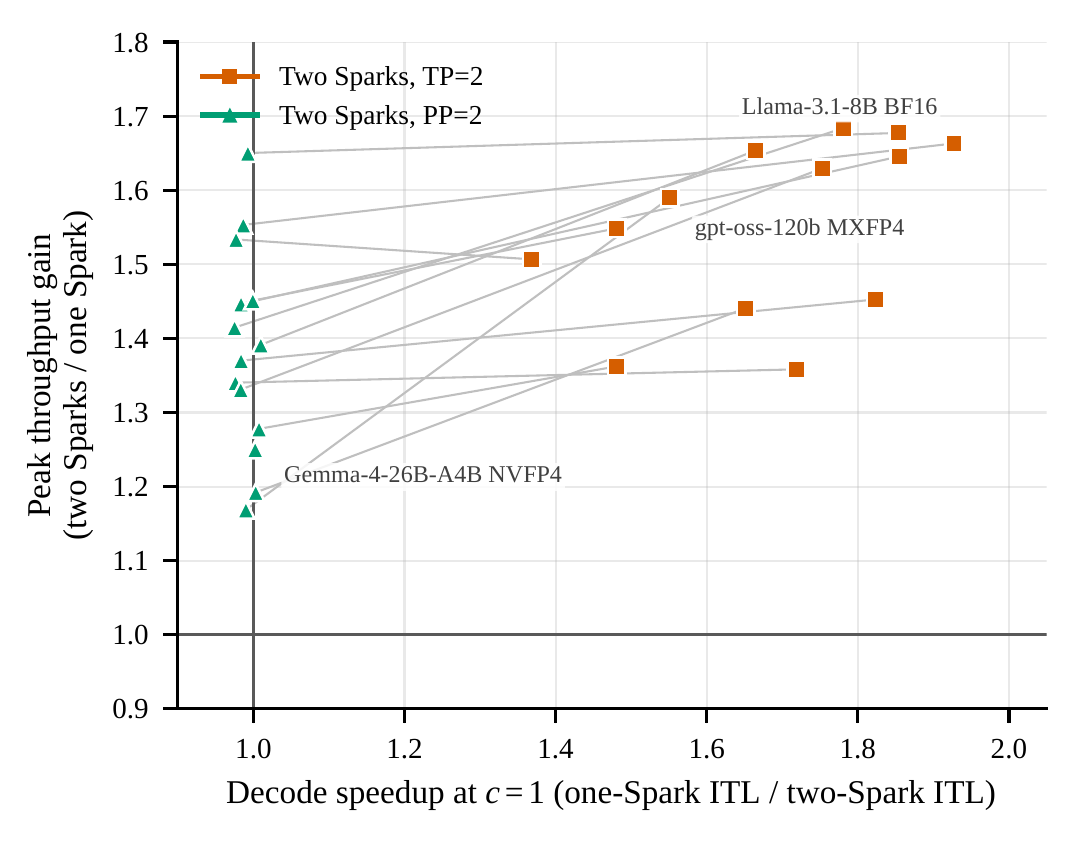 1.8
1.7
1.6
1.5
1.4
1.3
1.2
1.1
1.0
0.9
Peak throughput gain
(two Sparks / one Spark)
Two Sparks, TP=2
Two Sparks, PP=2
Llama-3.1-8B BF16
gpt-oss-120b MXFP4
Gemma-4-26B-A4B NVFP4
1.0 1.2 1.4 1.6 1.8 2.0
Decode speedup at c = 1 (one-Spark ITL / two-Spark ITL)